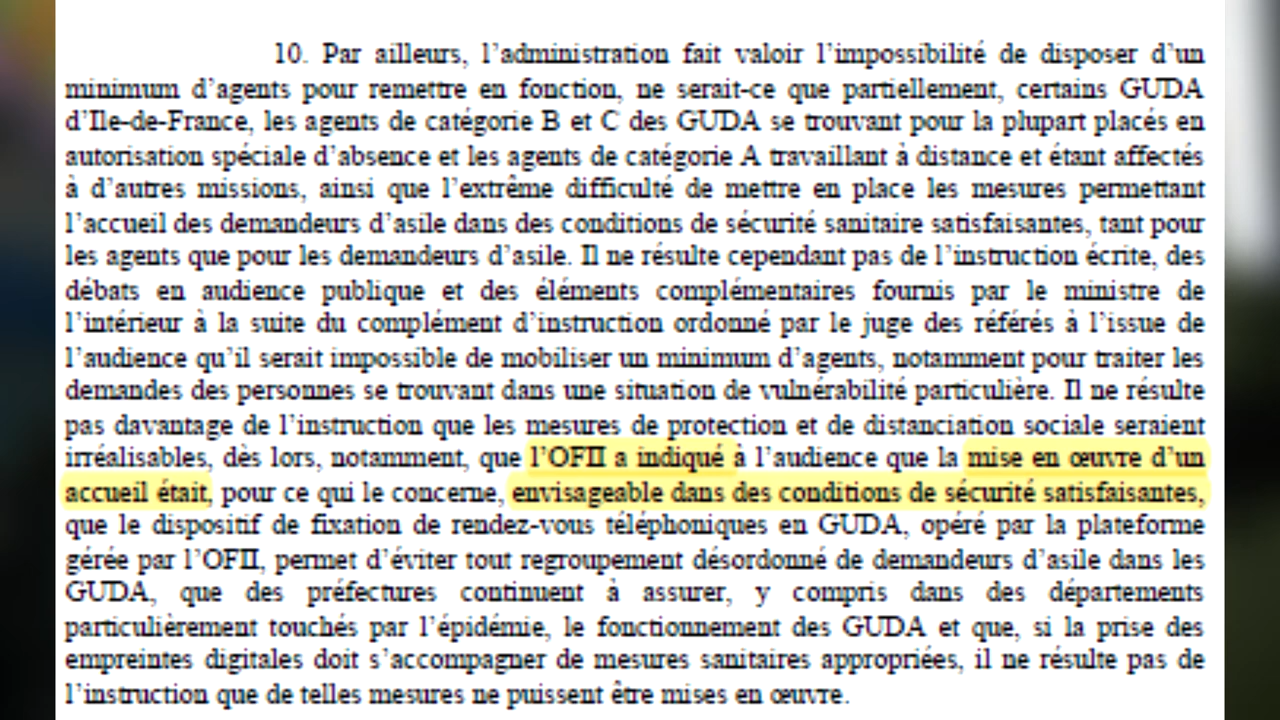 10. Par ailleurs, l’administration fait valoir l’impossibilité de disposer d’un
minimum d’agents pour remettre en fonction, ne serait-ce que partiellement, certains GUDA
d’Ile-de-France, les agents de catégorie B et C des GUDA se trouvant pour la plupart placés en
autorisation spéciale d’absence et les agents de catégorie A travaillant à distance et étant affectés
à d’autres missions, ainsi que l’extrême difficulté de mettre en place les mesures permettant
l’accueil des demandeurs d’asile dans des conditions de sécurité sanitaire satisfaisantes, tant pour
les agents que pour les demandeurs d’asile. Il ne résulte cependant pas de l’instruction écrite, des
débats en audience publique et des éléments complémentaires fournis par le ministre de
l’intérieur à la suite du complément d’instruction ordonné par le juge des référés à l’issue de
l’audience qu’il serait impossible de mobiliser un minimum d’agents, notamment pour traiter les
demandes des personnes se trouvant dans une situation de vulnérabilité particulière. Il ne résulte
pas davantage de l’instruction que les mesures de protection et de distanciation sociale seraient
irréalisables, dès lors, notamment, que l’OFII a indiqué à l’audience que la mise en œuvre d’un
accueil était, pour ce qui le concerne, envisageable dans des conditions de sécurité satisfaisantes,
que le dispositif de fixation de rendez-vous téléphoniques en GUDA, opéré par la plateforme
gérée par l’OFII, permet d’éviter tout regroupement désordonné de demandeurs d’asile dans les
GUDA, que des préfectures continuent à assurer, y compris dans des départements
particulièrement touchés par l’épidémie, le fonctionnement des GUDA et que, si la prise des
empreintes digitales doit s’accompagner de mesures sanitaires appropriées, il ne résulte pas de
l’instruction que de telles mesures ne puissent être mises en œuvre.